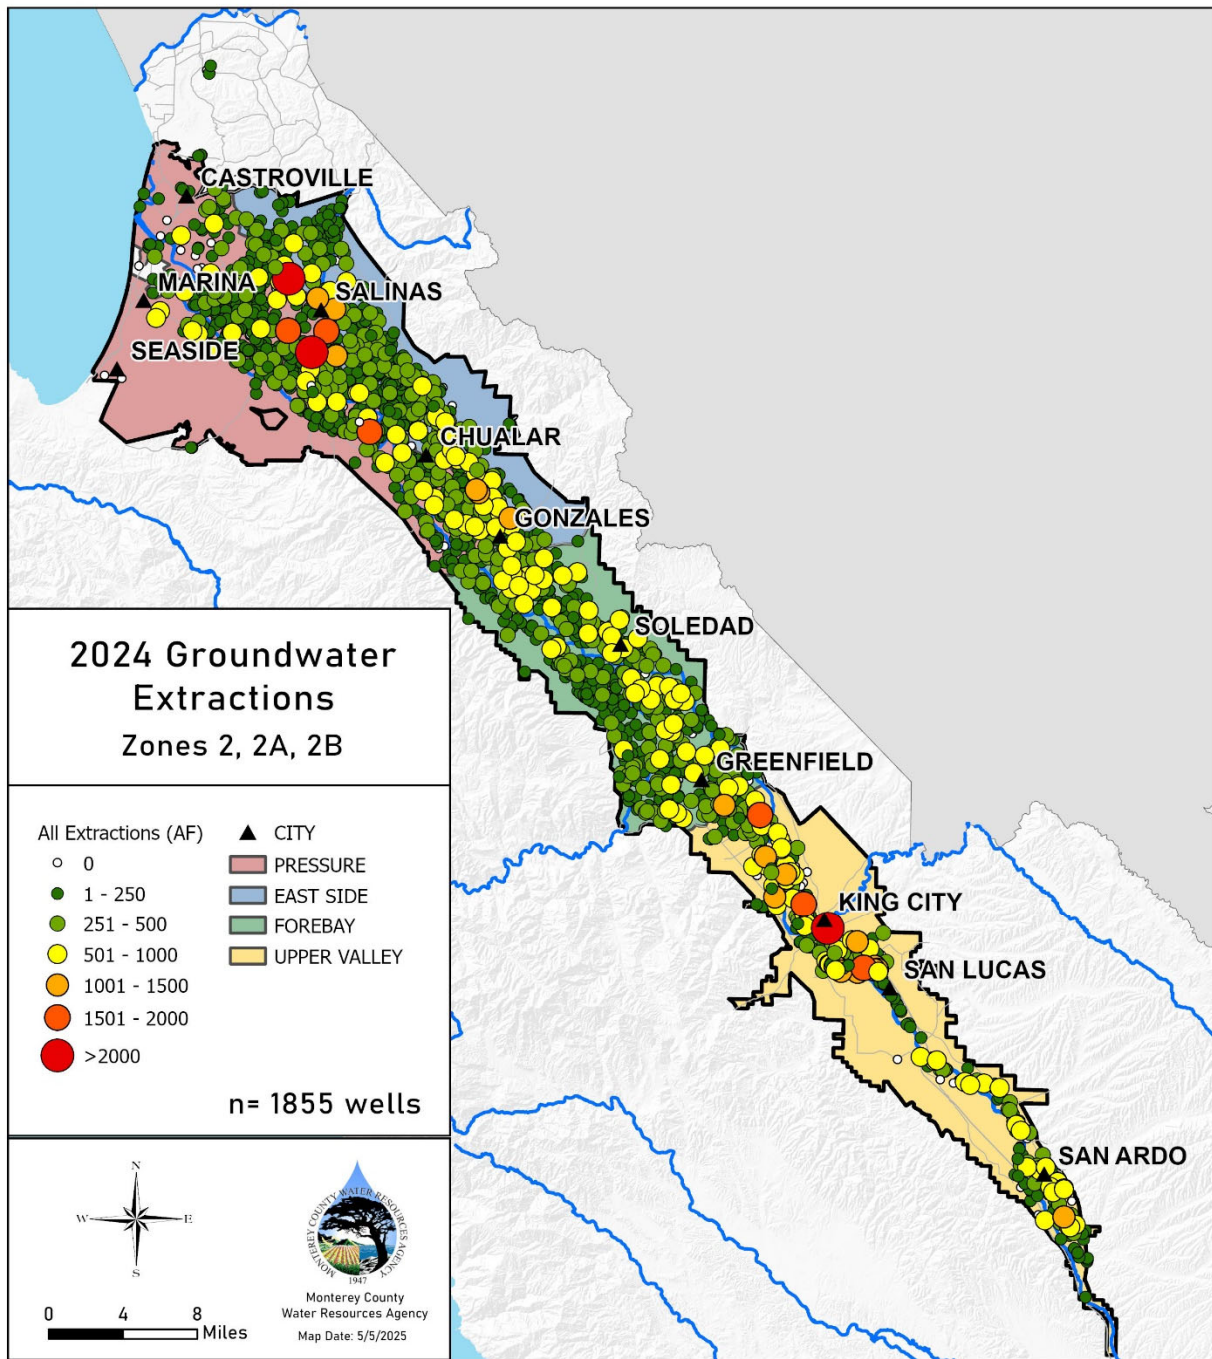 CASTROVILLE
MARINA
SALINAS
SEASIDE
CHUALAR
GONZALES
SOLEDAD
GREENFIELD
KING CITY
SAN LUCAS
SAN ARDO
2024 Groundwater
Extractions
Zones 2, 2A, 2B
All Extractions (AF)
0
1 - 250
251 - 500
501 - 1000
1001 - 1500
1501 - 2000
>2000
CITY
PRESSURE
EAST SIDE
FOREBAY
UPPER VALLEY
n= 1855 wells
N
W E
S
0 4 8
Miles
MONTEREY COUNTY WATER RESOURCES AGENCY
1947
Monterey County
Water Resources Agency
Map Date: 5/5/2025